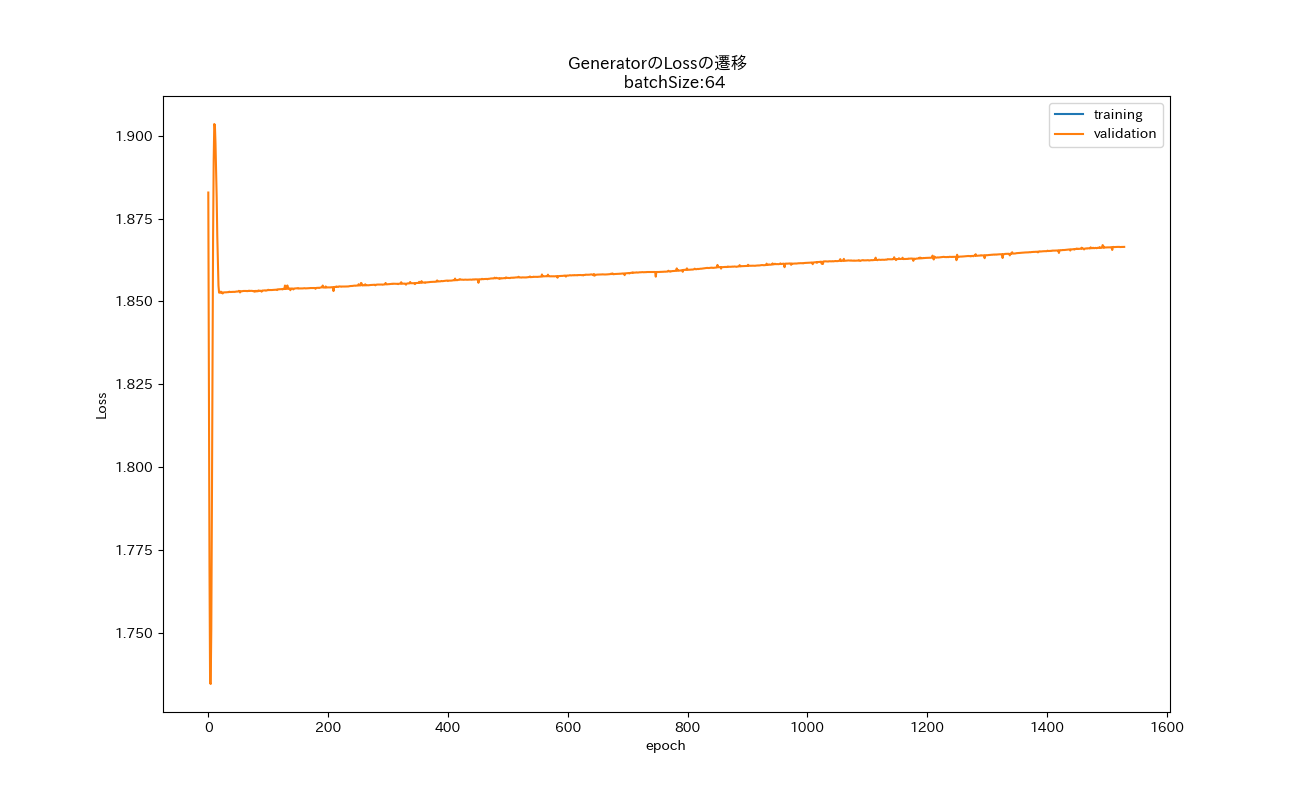 GeneratorのLossの遷移
batchSize:64
training
validation
1.900
1.875
1.850
1.825
1.800
1.775
1.750
Loss
0 200 400 600 800 1000 1200 1400 1600
epoch